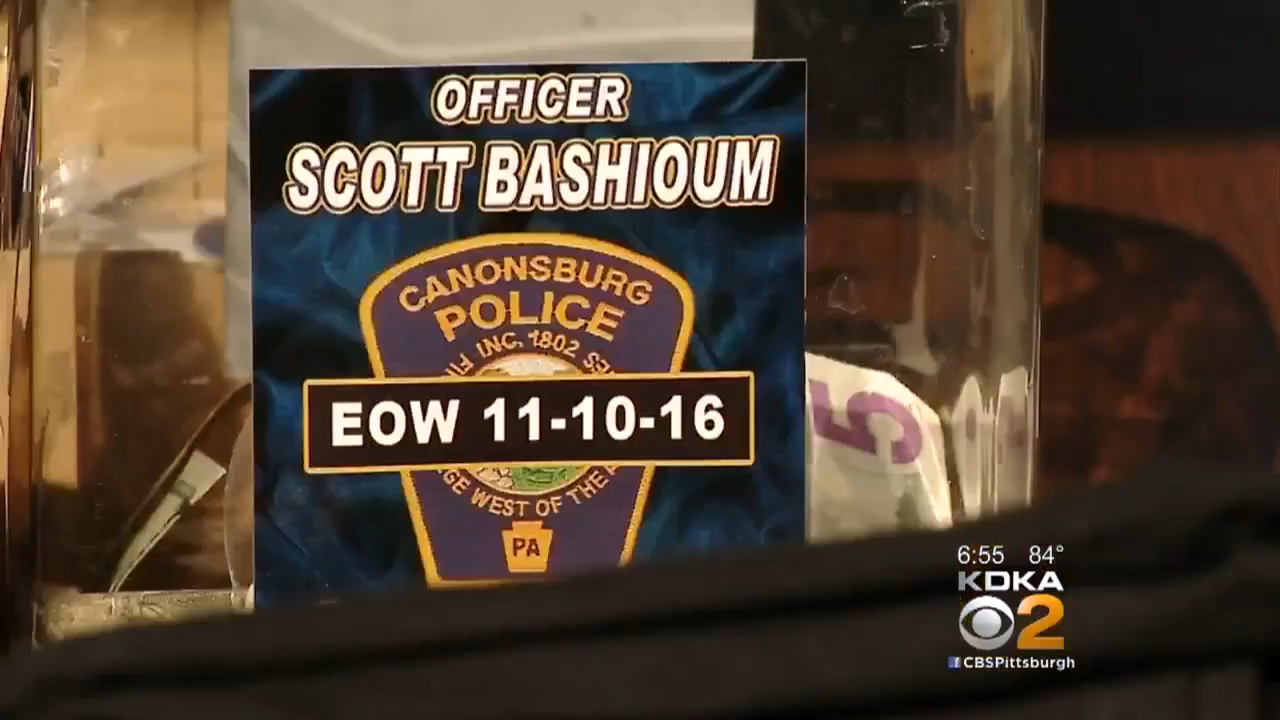 OFFICER
SCOTT BASHIOUM
CANONSBURG
POLICE
INC. 1802
EOW 11-10-16
WEST OF THE
PA
5
6:55 84°
KDKA
2
CBSPittsburgh